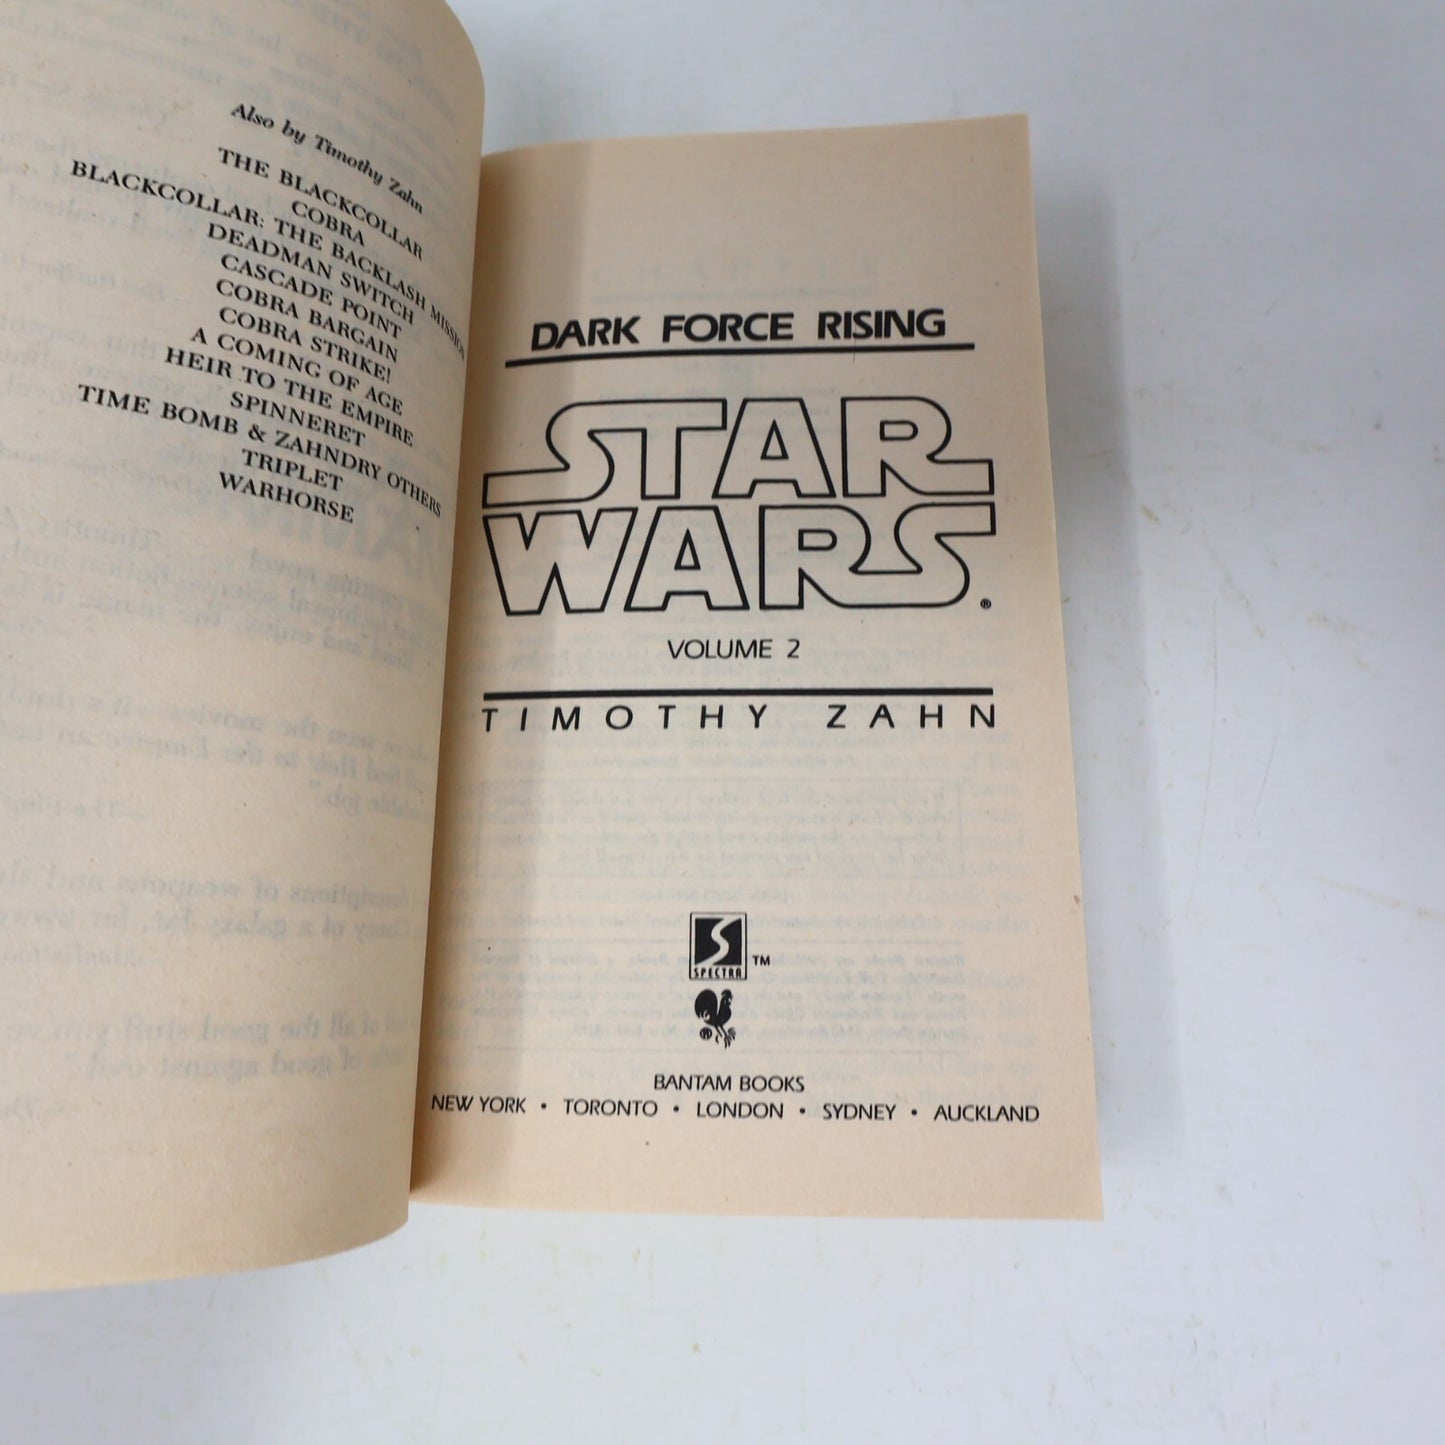 Also by Timothy Zahn
THE BLACKCOLLAR
COBRA
BLACKCOLLAR: THE BACKLASH MISSION
DEADMAN SWITCH
CASCADE POINT
COBRA BARGAIN
COBRA STRIKE!
A COMING OF AGE
HEIR TO THE EMPIRE
SPINNERET
TIME BOMB & ZAHNDRY OTHERS
TRIPLET
WARHORSE
DARK FORCE RISING
STAR
WARS®
VOLUME 2
TIMOTHY ZAHN
S
SPECTRA ™
®
BANTAM BOOKS
NEW YORK • TORONTO • LONDON • SYDNEY • AUCKLAND